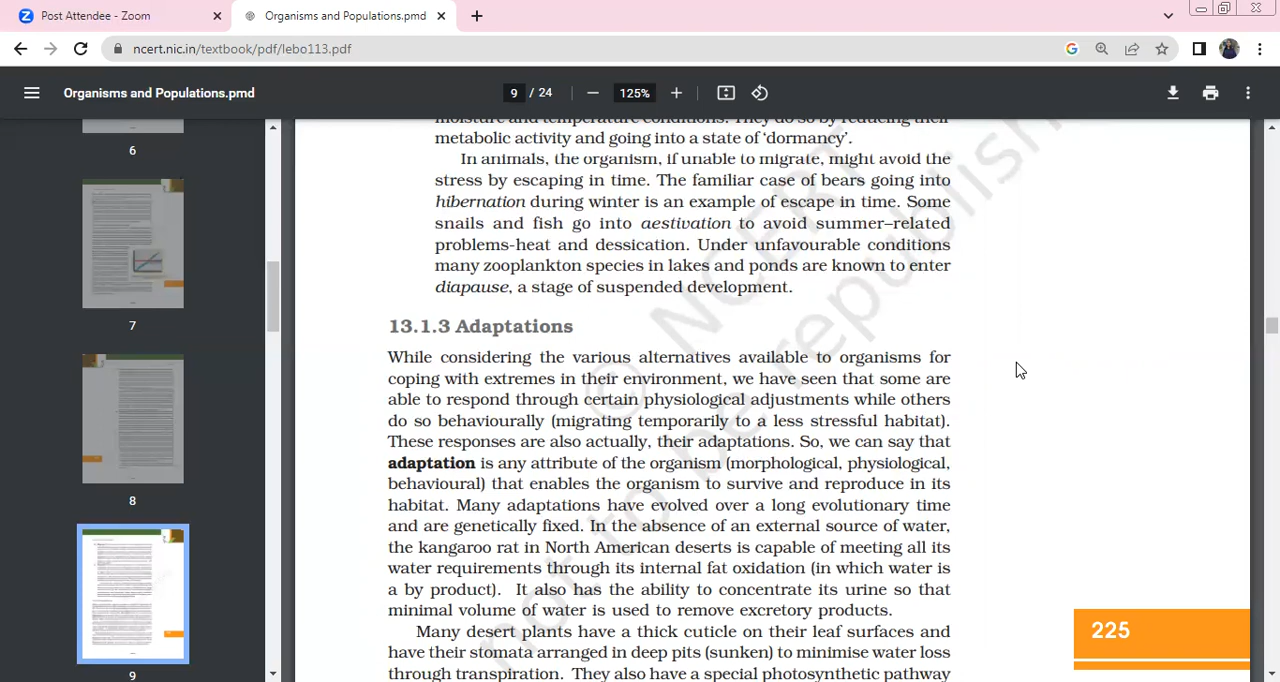 Post Attendee - Zoom
Organisms and Populations.pmd
ncert.nic.in/textbook/pdf/lebo113.pdf
Organisms and Populations.pmd
9 / 24
125%
6
7
8
9
moisture and temperature conditions. They do so by reducing their
metabolic activity and going into a state of 'dormancy'.
In animals, the organism, if unable to migrate, might avoid the
stress by escaping in time. The familiar case of bears going into
hibernation during winter is an example of escape in time. Some
snails and fish go into aestivation to avoid summer–related
problems-heat and dessication. Under unfavourable conditions
many zooplankton species in lakes and ponds are known to enter
diapause, a stage of suspended development.
13.1.3 Adaptations
While considering the various alternatives available to organisms for
coping with extremes in their environment, we have seen that some are
able to respond through certain physiological adjustments while others
do so behaviourally (migrating temporarily to a less stressful habitat).
These responses are also actually, their adaptations. So, we can say that
adaptation is any attribute of the organism (morphological, physiological,
behavioural) that enables the organism to survive and reproduce in its
habitat. Many adaptations have evolved over a long evolutionary time
and are genetically fixed. In the absence of an external source of water,
the kangaroo rat in North American deserts is capable of meeting all its
water requirements through its internal fat oxidation (in which water is
a by product). It also has the ability to concentrate its urine so that
minimal volume of water is used to remove excretory products.
Many desert plants have a thick cuticle on their leaf surfaces and
have their stomata arranged in deep pits (sunken) to minimise water loss
through transpiration. They also have a special photosynthetic pathway
225
© NCERT
not to be republish